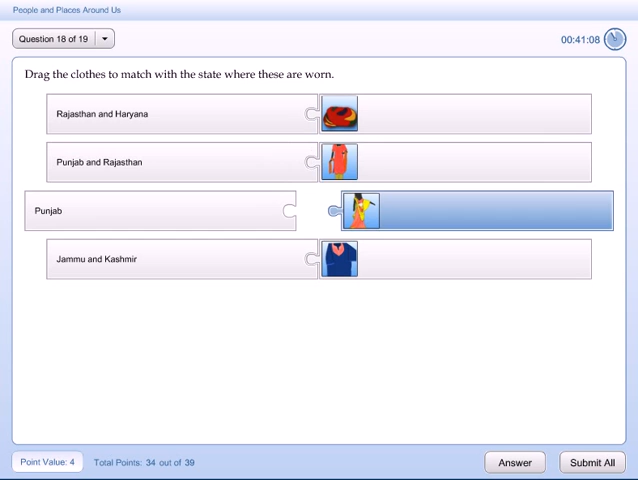 People and Places Around Us
Question 18 of 19
00:41:08
Drag the clothes to match with the state where these are worn.
Rajasthan and Haryana
Punjab and Rajasthan
Punjab
Jammu and Kashmir
Point Value: 4
Total Points: 34 out of 39
Answer
Submit All